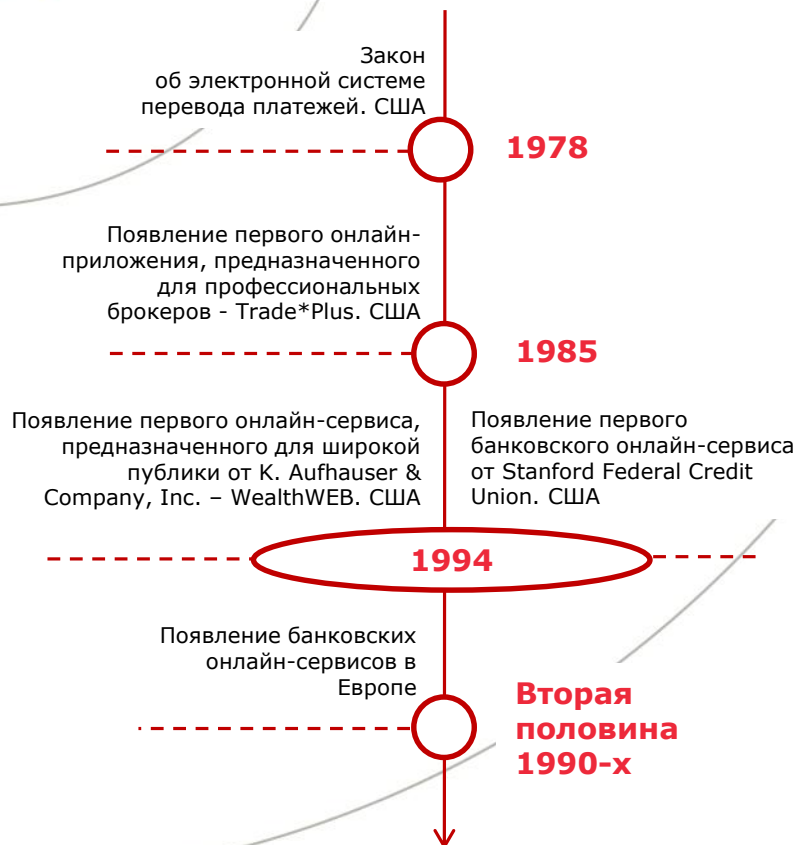 Закон
об электронной системе
перевода платежей. США
1978
Появление первого онлайн-
приложения, предназначенного
для профессиональных
брокеров - Trade*Plus. США
1985
Появление первого онлайн-сервиса,
предназначенного для широкой
публики от K. Aufhauser &
Company, Inc. – WealthWEB. США
Появление первого
банковского онлайн-сервиса
от Stanford Federal Credit
Union. США
1994
Появление банковских
онлайн-сервисов в
Европе
Вторая
половина
1990-х